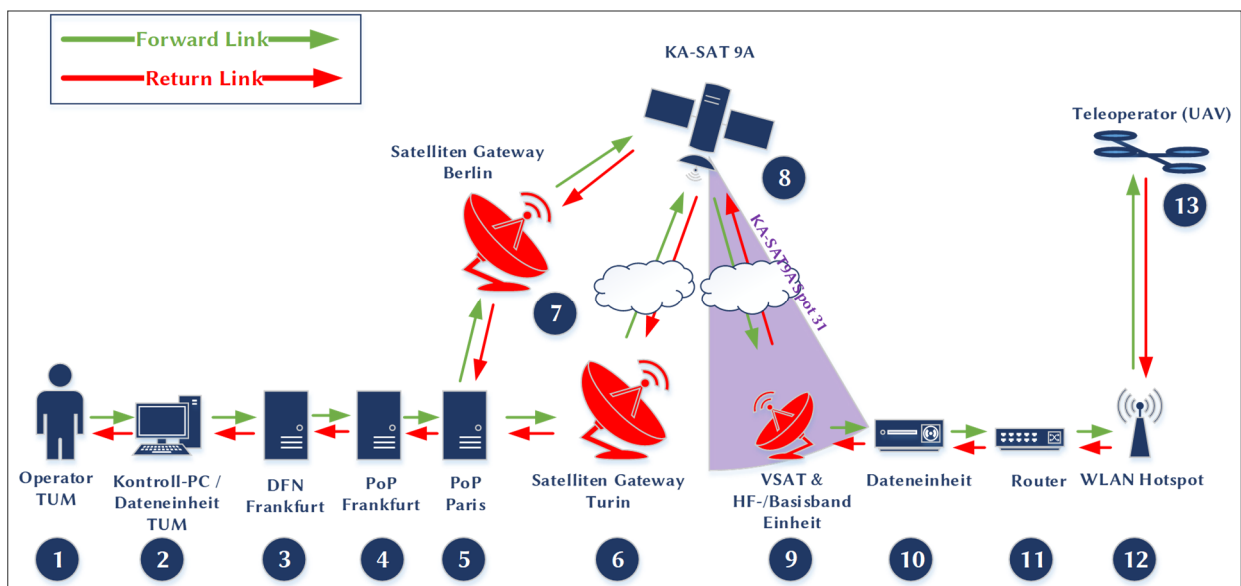 Forward Link
Return Link
KA-SAT 9A
Teleoperator (UAV)
Satelliten Gateway
Berlin
8
13
KA-SAT9A Spot 31
7
Operator
TUM
Kontroll-PC /
Dateneinheit
TUM
DFN
Frankfurt
PoP
Frankfurt
PoP
Paris
Satelliten Gateway
Turin
VSAT &
HF-/Basisband
Einheit
Dateneinheit
Router
WLAN Hotspot
1
2
3
4
5
6
9
10
11
12